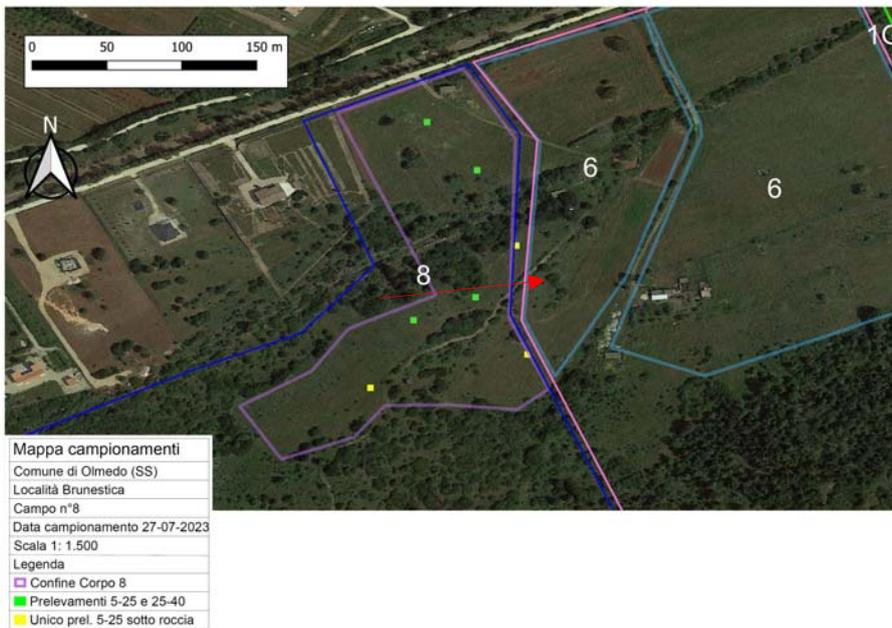 0 50 100 150 m
1C
N
6
6
8
Mappa campionamenti
Comune di Olmedo (SS)
Località Brunestica
Campo n°8
Data campionamento 27-07-2023
Scala 1: 1.500
Legenda
Confine Corpo 8
Prelevamenti 5-25 e 25-40
Unico prel. 5-25 sotto roccia